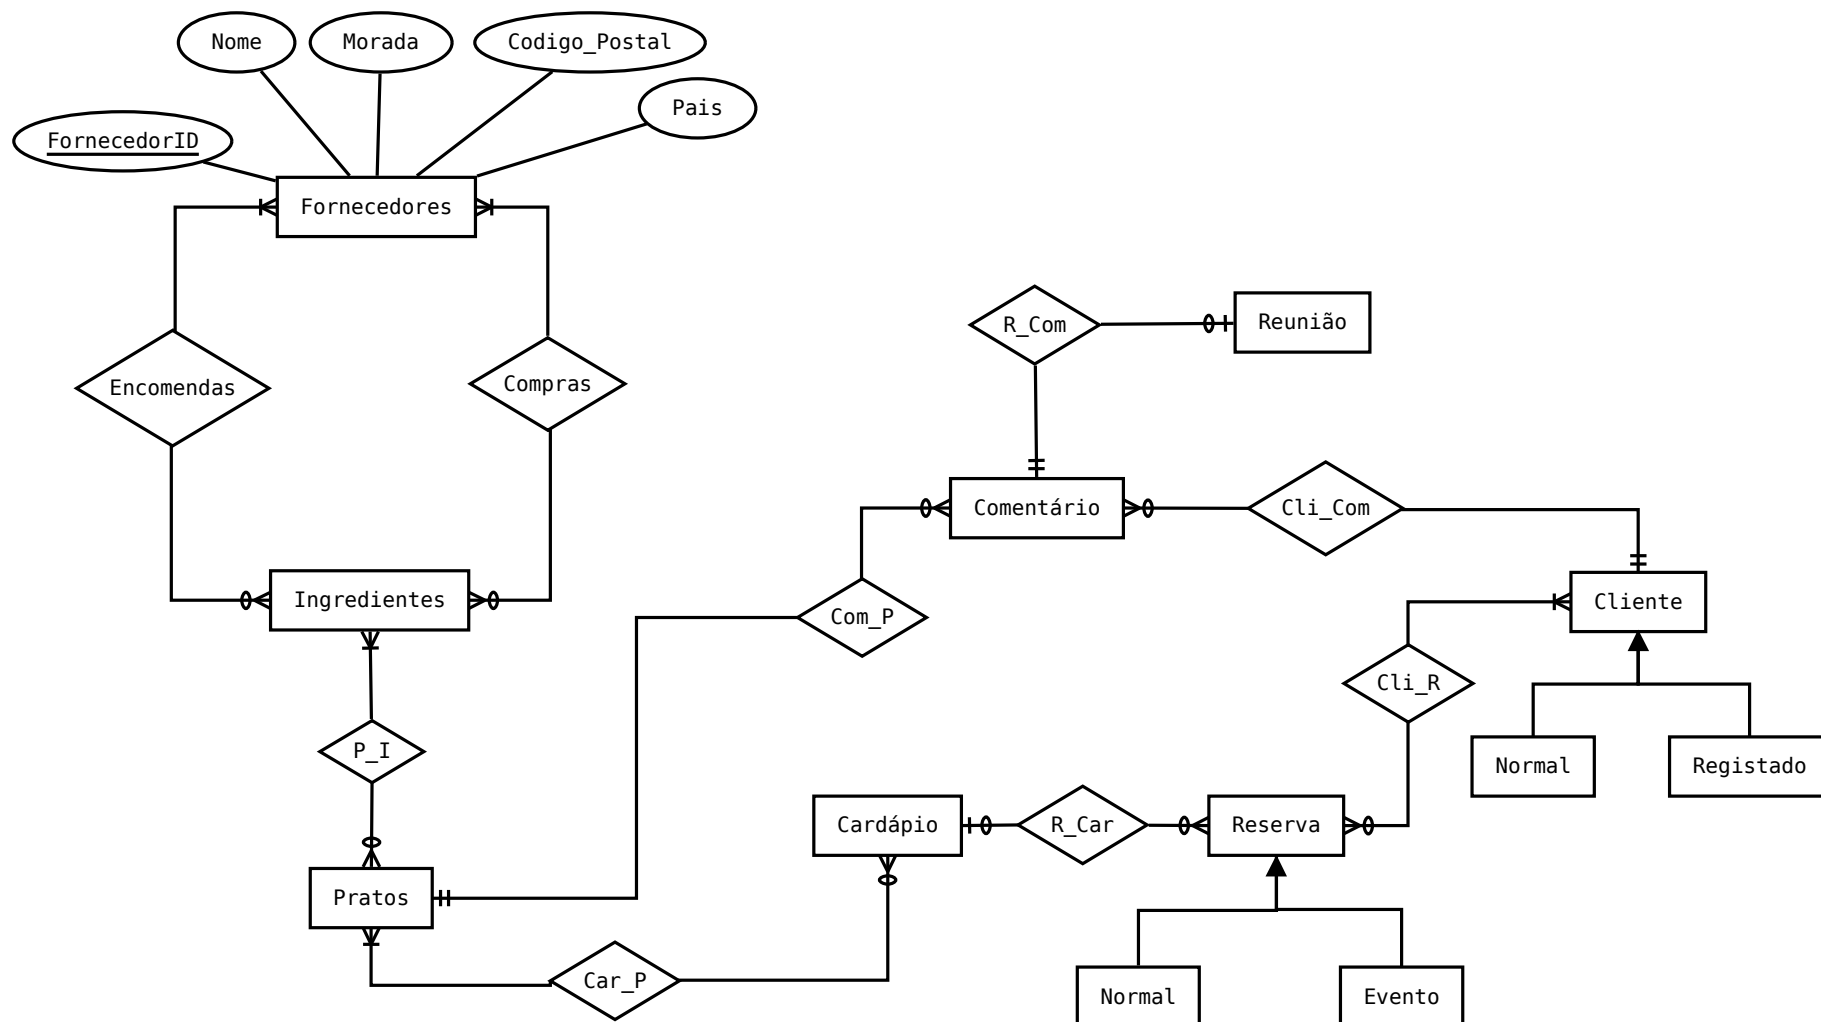 Nome
Morada
Codigo_Postal
Pais
FornecedorID
Fornecedores
R_Com
Reunião
Encomendas
Compras
Comentário
Cli_Com
Ingredientes
Com_P
Cliente
Cli_R
P_I
Normal
Registado
Cardápio
R_Car
Reserva
Pratos
Car_P
Normal
Evento